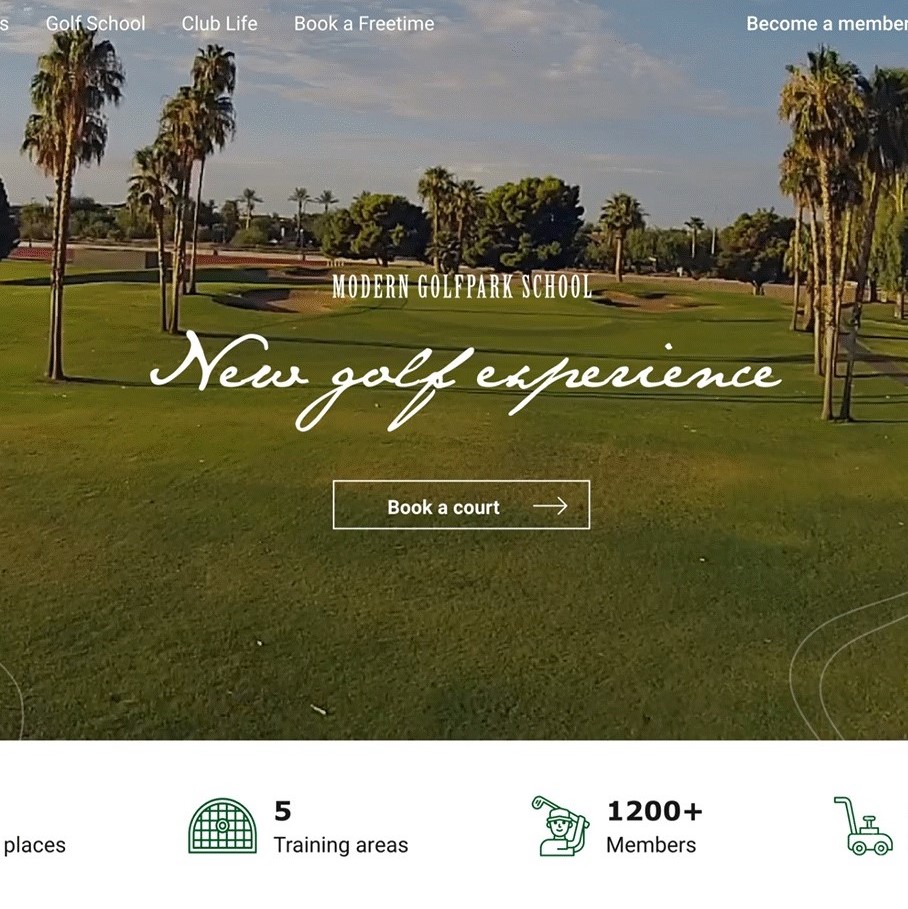 s Golf School Club Life Book a Freetime Become a member
MODERN GOLFPARK SCHOOL
New golf experience
Book a court
5
Training areas
1200+
Members
places